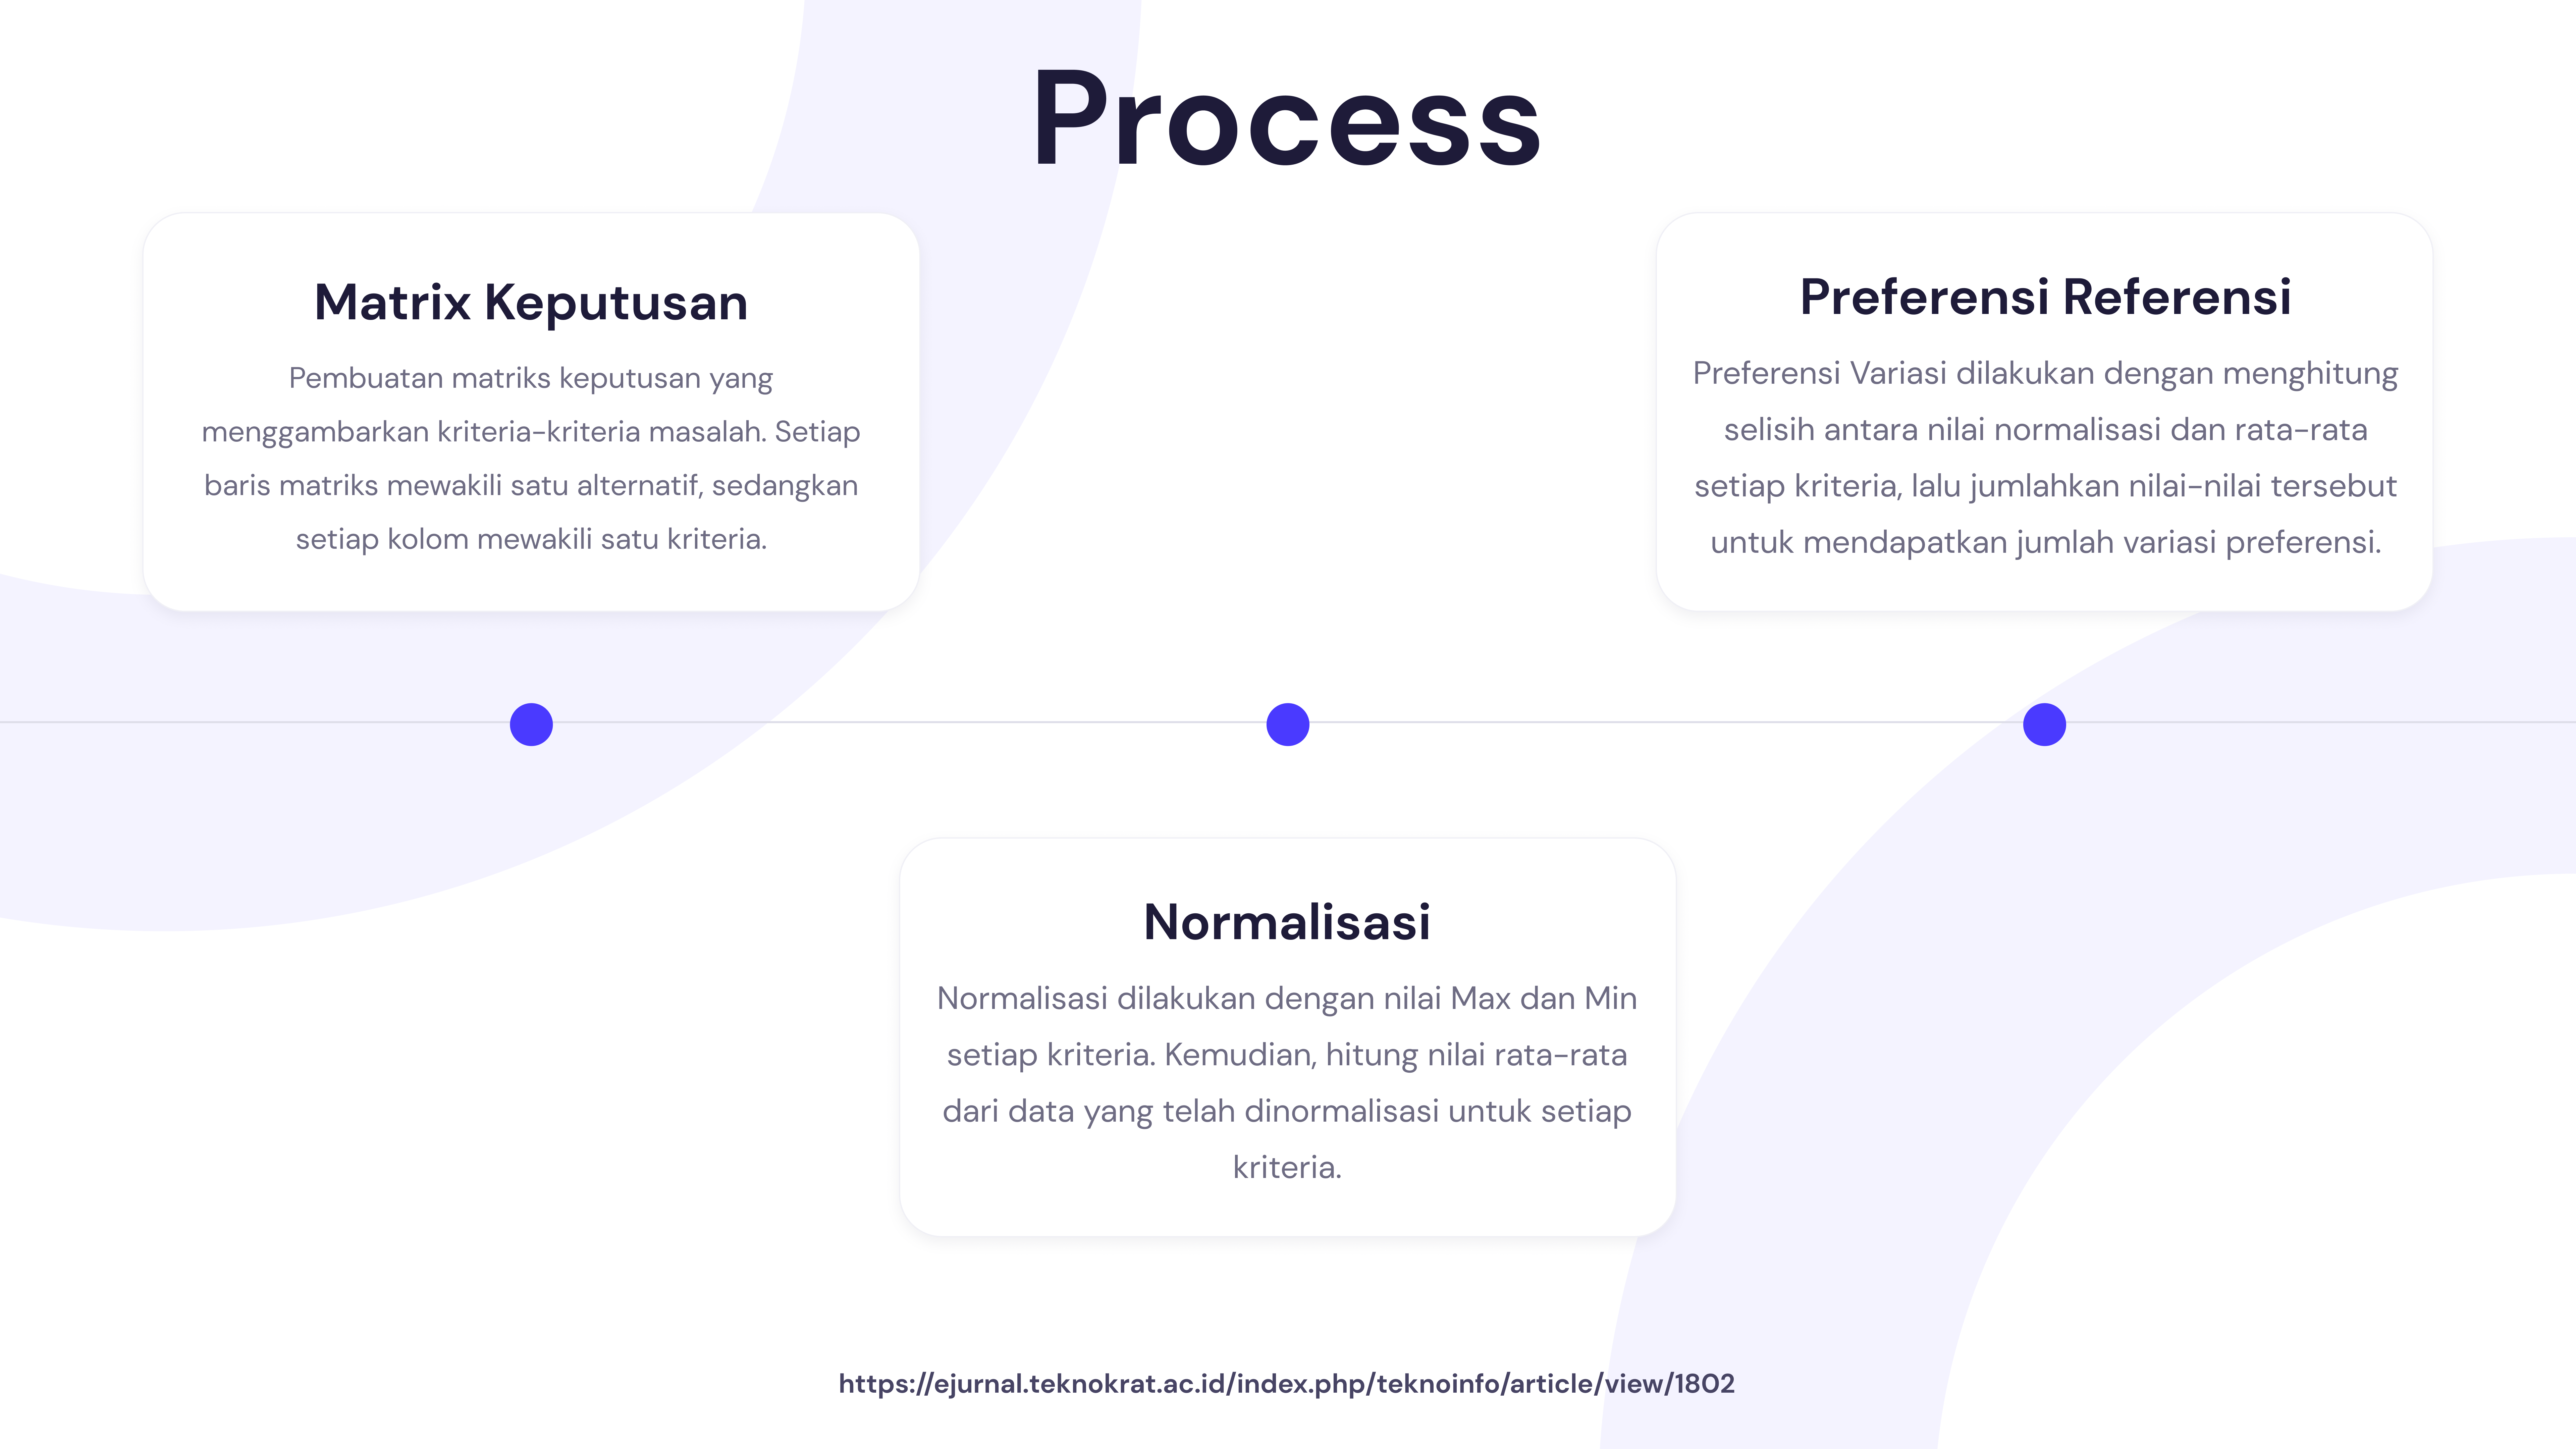 Process
Matrix Keputusan
Pembuatan matriks keputusan yang
menggambarkan kriteria-kriteria masalah. Setiap
baris matriks mewakili satu alternatif, sedangkan
setiap kolom mewakili satu kriteria.
Preferensi Referensi
Preferensi Variasi dilakukan dengan menghitung
selisih antara nilai normalisasi dan rata-rata
setiap kriteria, lalu jumlahkan nilai-nilai tersebut
untuk mendapatkan jumlah variasi preferensi.
Normalisasi
Normalisasi dilakukan dengan nilai Max dan Min
setiap kriteria. Kemudian, hitung nilai rata-rata
dari data yang telah dinormalisasi untuk setiap
kriteria.
https://ejurnal.teknokrat.ac.id/index.php/teknoinfo/article/view/1802